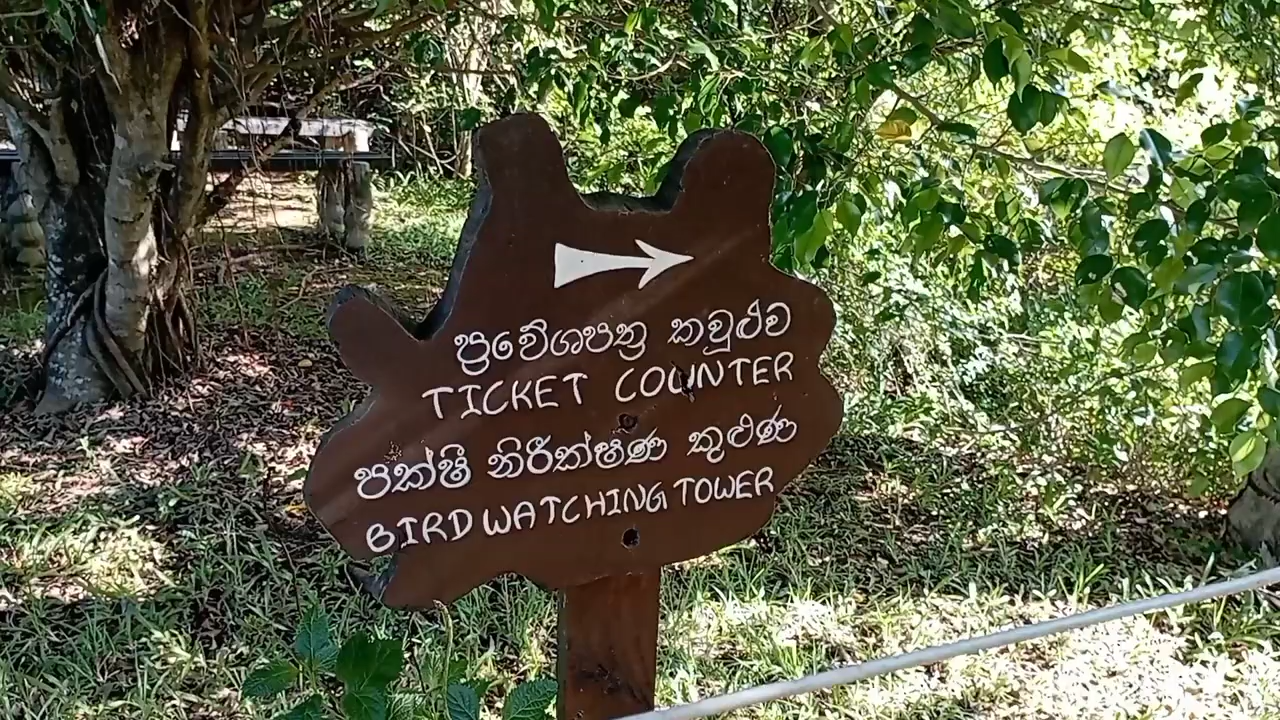 ප්‍රවේශපත්‍ර කවුළුව
TICKET COUNTER
පක්ෂී නිරීක්ෂණ කුළුණ
BIRD WATCHING TOWER